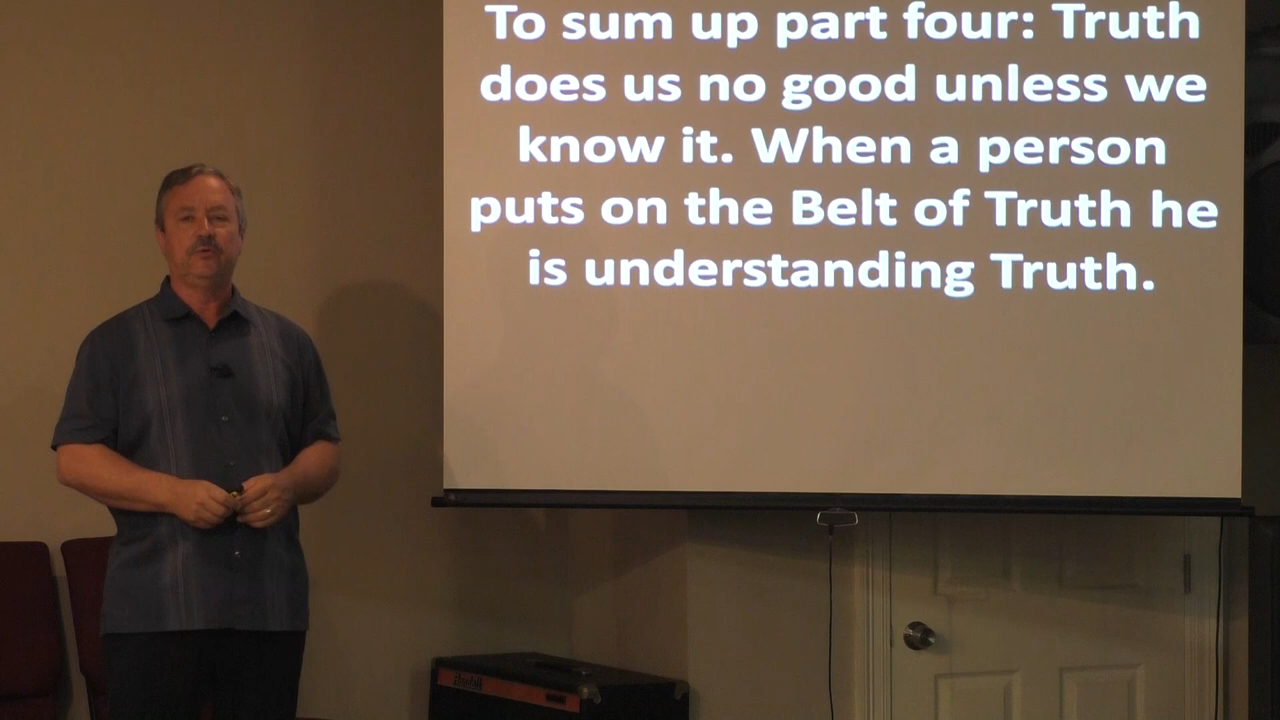 To sum up part four: Truth
does us no good unless we
know it. When a person
puts on the Belt of Truth he
is understanding Truth.